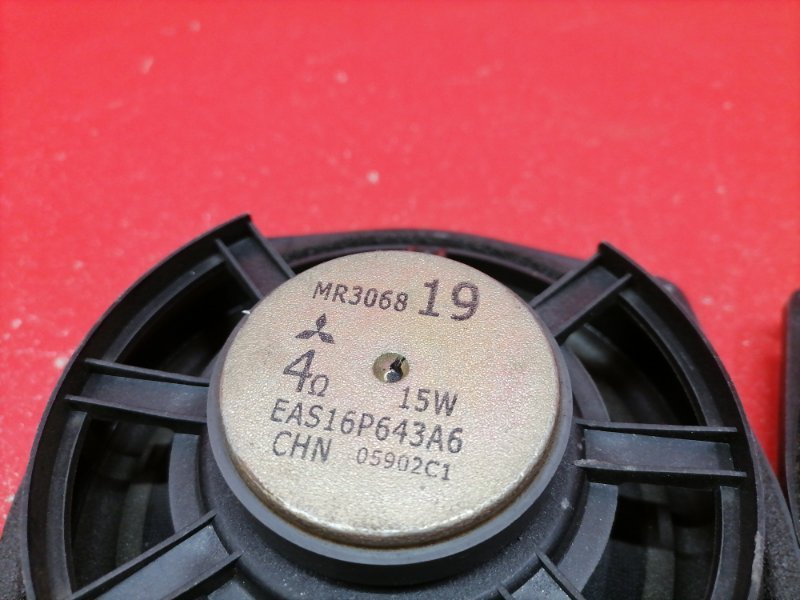 MR3068 19
4Ω 15W
EAS16P643A6
CHN 05902C1